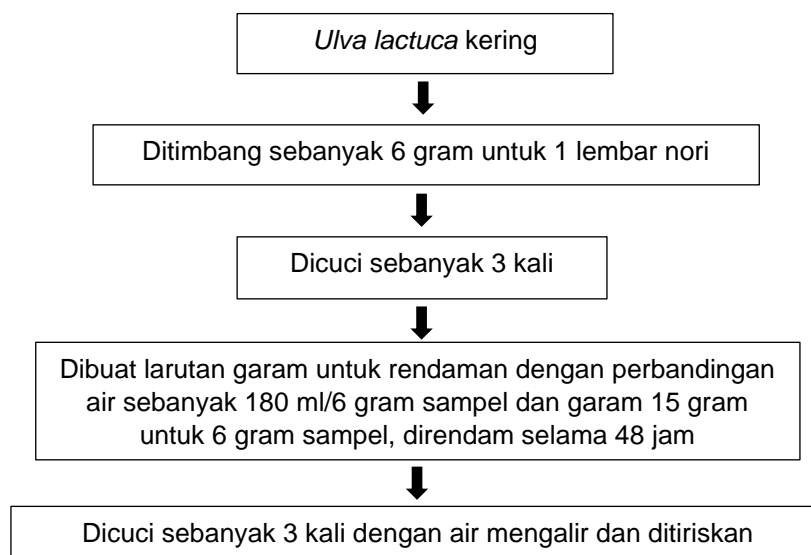 Ulva lactuca kering
Ditimbang sebanyak 6 gram untuk 1 lembar nori
Dicuci sebanyak 3 kali
Dibuat larutan garam untuk rendaman dengan perbandingan
air sebanyak 180 ml/6 gram sampel dan garam 15 gram
untuk 6 gram sampel, direndam selama 48 jam
Dicuci sebanyak 3 kali dengan air mengalir dan ditiriskan